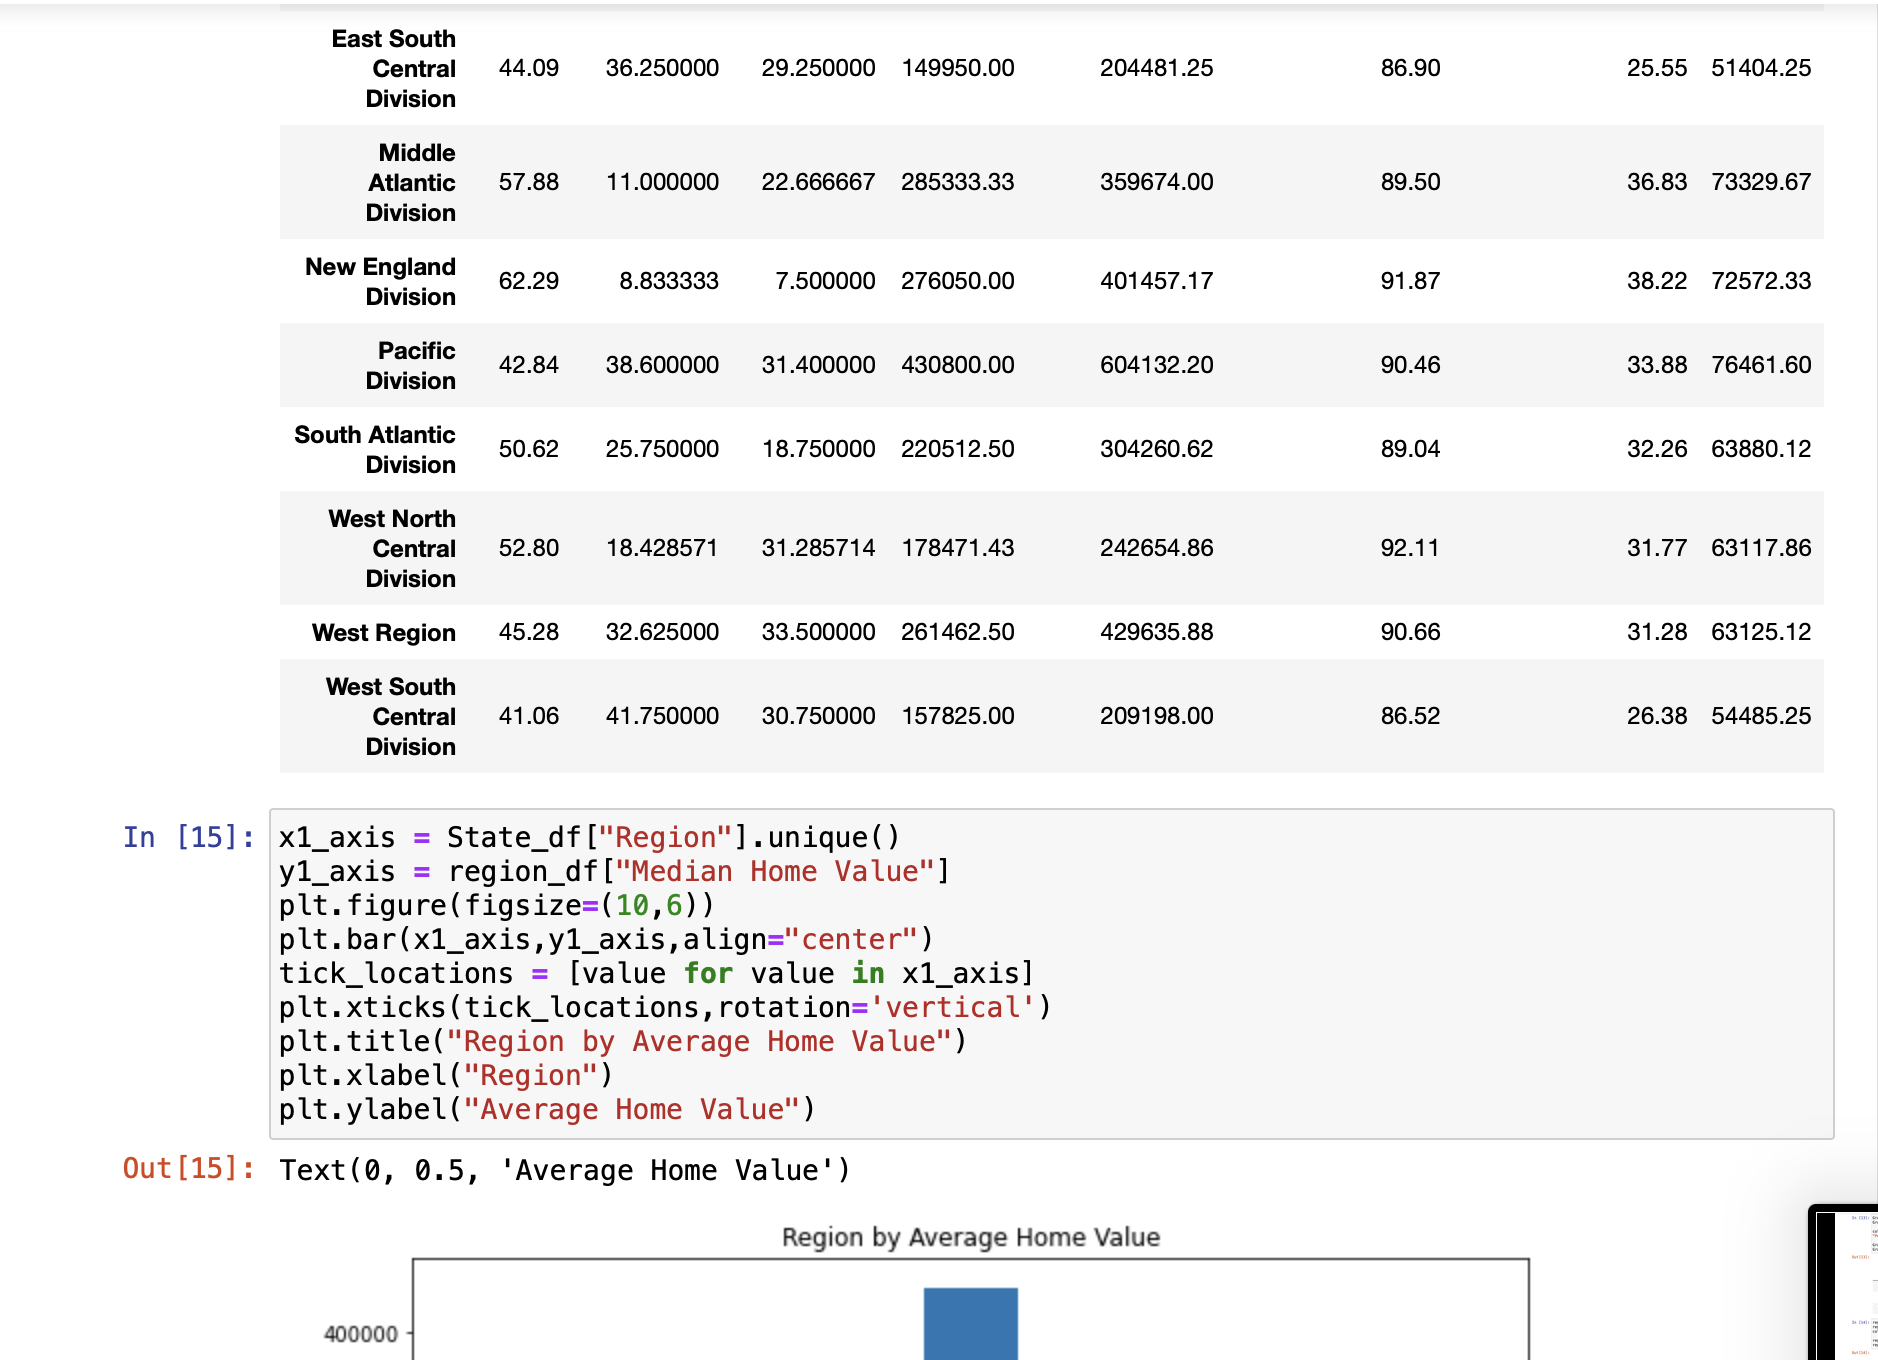 East South
Central
Division 44.09 36.250000 29.250000 149950.00 204481.25 86.90 25.55 51404.25
Middle
Atlantic
Division 57.88 11.000000 22.666667 285333.33 359674.00 89.50 36.83 73329.67
New England
Division 62.29 8.833333 7.500000 276050.00 401457.17 91.87 38.22 72572.33
Pacific
Division 42.84 38.600000 31.400000 430800.00 604132.20 90.46 33.88 76461.60
South Atlantic
Division 50.62 25.750000 18.750000 220512.50 304260.62 89.04 32.26 63880.12
West North
Central
Division 52.80 18.428571 31.285714 178471.43 242654.86 92.11 31.77 63117.86
West Region 45.28 32.625000 33.500000 261462.50 429635.88 90.66 31.28 63125.12
West South
Central
Division 41.06 41.750000 30.750000 157825.00 209198.00 86.52 26.38 54485.25
In [15]: x1_axis = State_df["Region"].unique()
y1_axis = region_df["Median Home Value"]
plt.figure(figsize=(10,6))
plt.bar(x1_axis,y1_axis,align="center")
tick_locations = [value for value in x1_axis]
plt.xticks(tick_locations,rotation='vertical')
plt.title("Region by Average Home Value")
plt.xlabel("Region")
plt.ylabel("Average Home Value")
Out[15]: Text(0, 0.5, 'Average Home Value')
Region by Average Home Value
400000